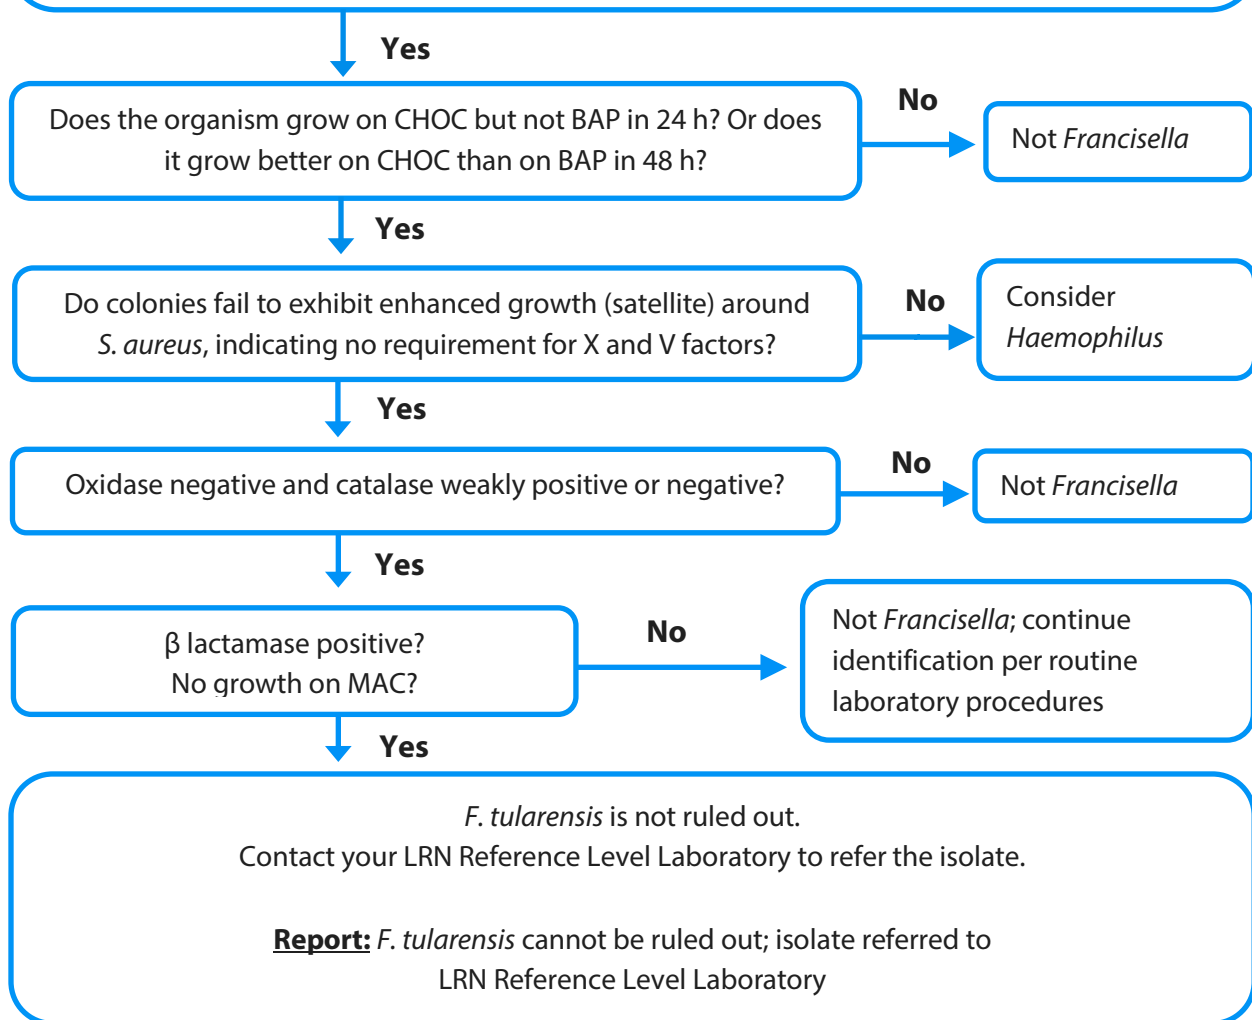 Yes
Does the organism grow on CHOC but not BAP in 24 h? Or does
it grow better on CHOC than on BAP in 48 h?
No
Not Francisella
Yes
Do colonies fail to exhibit enhanced growth (satellite) around
S. aureus, indicating no requirement for X and V factors?
No
Consider
Haemophilus
Yes
Oxidase negative and catalase weakly positive or negative?
No
Not Francisella
Yes
β lactamase positive?
No growth on MAC?
No
Not Francisella; continue
identification per routine
laboratory procedures
Yes
F. tularensis is not ruled out.
Contact your LRN Reference Level Laboratory to refer the isolate.
Report: F. tularensis cannot be ruled out; isolate referred to
LRN Reference Level Laboratory